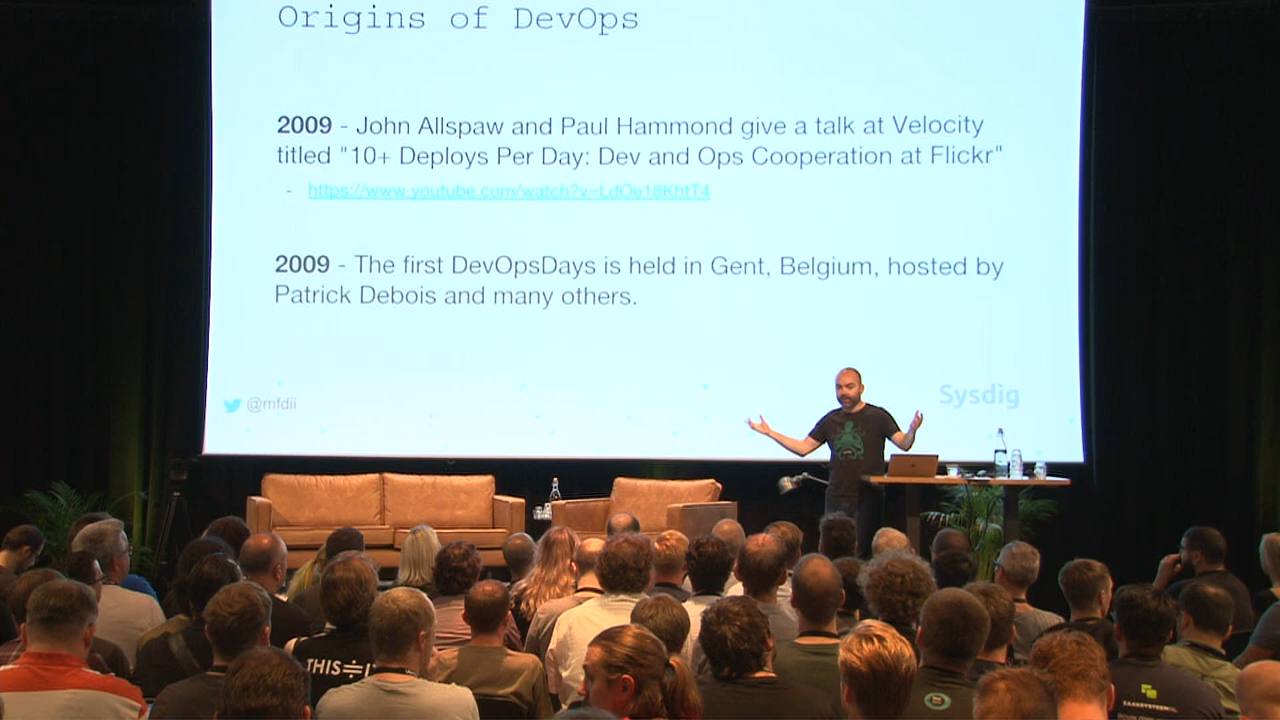 Origins of DevOps
2009 - John Allspaw and Paul Hammond give a talk at Velocity
titled "10+ Deploys Per Day: Dev and Ops Cooperation at Flickr"
- https://www.youtube.com/watch?v=LdOe18KhtT4
2009 - The first DevOpsDays is held in Gent, Belgium, hosted by
Patrick Debois and many others.
@mfdii
Sysdig
THIS